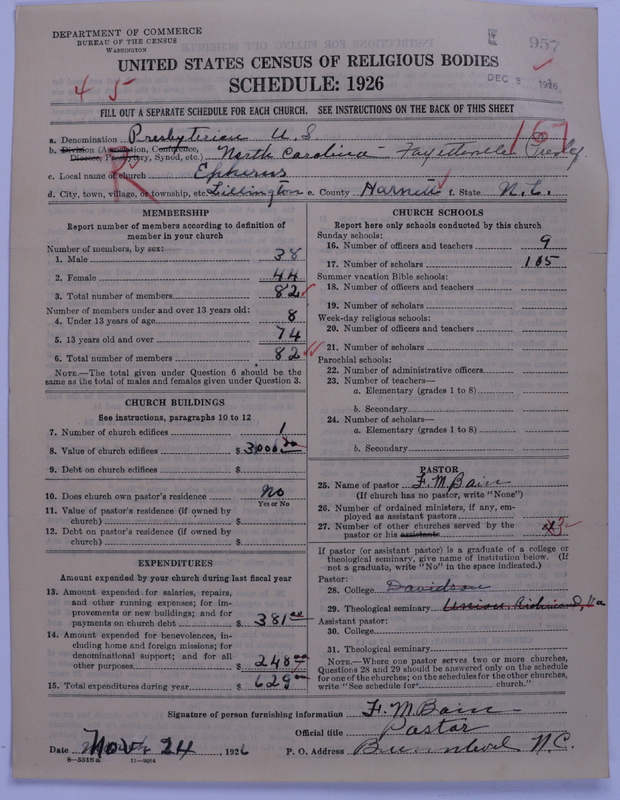 DEPARTMENT OF COMMERCE
BUREAU OF THE CENSUS
WASHINGTON
957
DEC 8 1926
UNITED STATES CENSUS OF RELIGIOUS BODIES
SCHEDULE: 1926
4 5
FILL OUT A SEPARATE SCHEDULE FOR EACH CHURCH. SEE INSTRUCTIONS ON THE BACK OF THIS SHEET
a. Denomination Presbyterian U. S
b. Division (Association, Conference, Diocese, Presbytery, Synod, etc.) North Carolina - Fayetteville Presby.
c. Local name of church Ephesus
d. City, town, village, or township, etc. Lillington e. County Harnett f. State N.C.
MEMBERSHIP
Report number of members according to definition of
member in your church
Number of members, by sex:
1. Male 38
2. Female 44
3. Total number of members 82
Number of members under and over 13 years old:
4. Under 13 years of age 8
5. 13 years old and over 74
6. Total number of members 82
NOTE.—The total given under Question 6 should be
same as the total of males and females given under Question 3.
CHURCH BUILDINGS
See instructions, paragraphs 10 to 12
7. Number of church edifices 1
8. Value of church edifices $3,000.00
9. Debt on church edifices $
10. Does church own pastor's residence No
Yes or No
11. Value of pastor's residence (if owned by
church) $
12. Debt on pastor's residence (if owned by
church) $
EXPENDITURES
Amount expended by your church during last fiscal year
13. Amount expended for salaries, repairs,
and other running expenses; for im-
provements or new buildings; and for
payments on church debt $ 381.00
14. Amount expended for benevolences, in-
cluding home and foreign missions; for
denominational support; and for all
other purposes $ 248.00
15. Total expenditures during year $ 629.00
CHURCH SCHOOLS
Report here only schools conducted by this church
Sunday schools:
16. Number of officers and teachers 9
17. Number of scholars 105
Summer vacation Bible schools:
18. Number of officers and teachers
19. Number of scholars
Week-day religious schools:
20. Number of officers and teachers
21. Number of scholars
Parochial schools:
22. Number of administrative officers
23. Number of teachers—
a. Elementary (grades 1 to 8)
b. Secondary
24. Number of scholars—
a. Elementary (grades 1 to 8)
b. Secondary
PASTOR
25. Name of pastor F. M. Bain
(If church has no pastor, write "None")
26. Number of ordained ministers, if any, em-
ployed as assistant pastors
27. Number of other churches served by the
pastor or his assistants 3
If pastor (or assistant pastor) is a graduate of a college or
theological seminary, give name of institution below. (If
not a graduate, write "No" in the space indicated.)
Pastor:
28. College Davidson
29. Theological seminary Union, Richmond, Va
Assistant pastor:
30. College
31. Theological seminary
NOTE.—Where one pastor serves two or more churches,
Questions 28 and 29 should be answered only on the schedule
for one of the churches; on the schedules for the other churches,
write "See schedule for church."
Signature of person furnishing information F. M. Bain
Official title Pastor
Date Nov 24 1926 P. O. Address Bunnlevel N.C.
8—5515a 11—9264